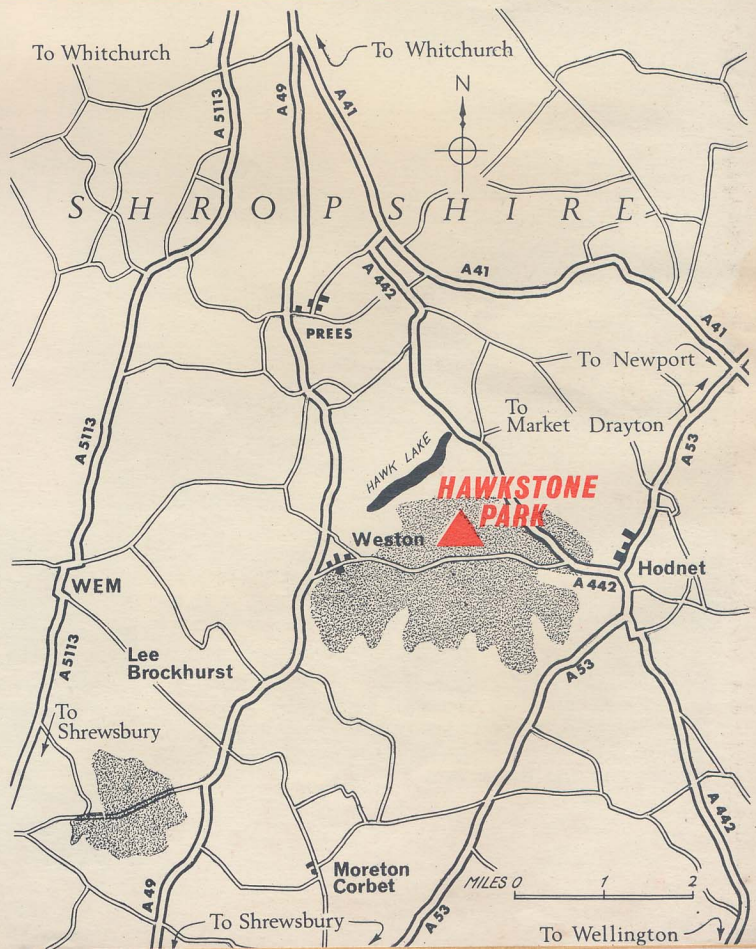 To Whitchurch
To Whitchurch
A 5113
A 49
A 41
N
SHROPSHIRE
A 442
A 41
PREES
A 41
To Newport
To
Market Drayton
A 53
A 5113
HAWK LAKE
HAWKSTONE
PARK
Weston
Hodnet
A 442
WEM
A 5113
Lee
Brockhurst
A 53
To
Shrewsbury
A 442
Moreton
Corbet
MILES 0 1 2
A 49
To Shrewsbury
A 53
To Wellington